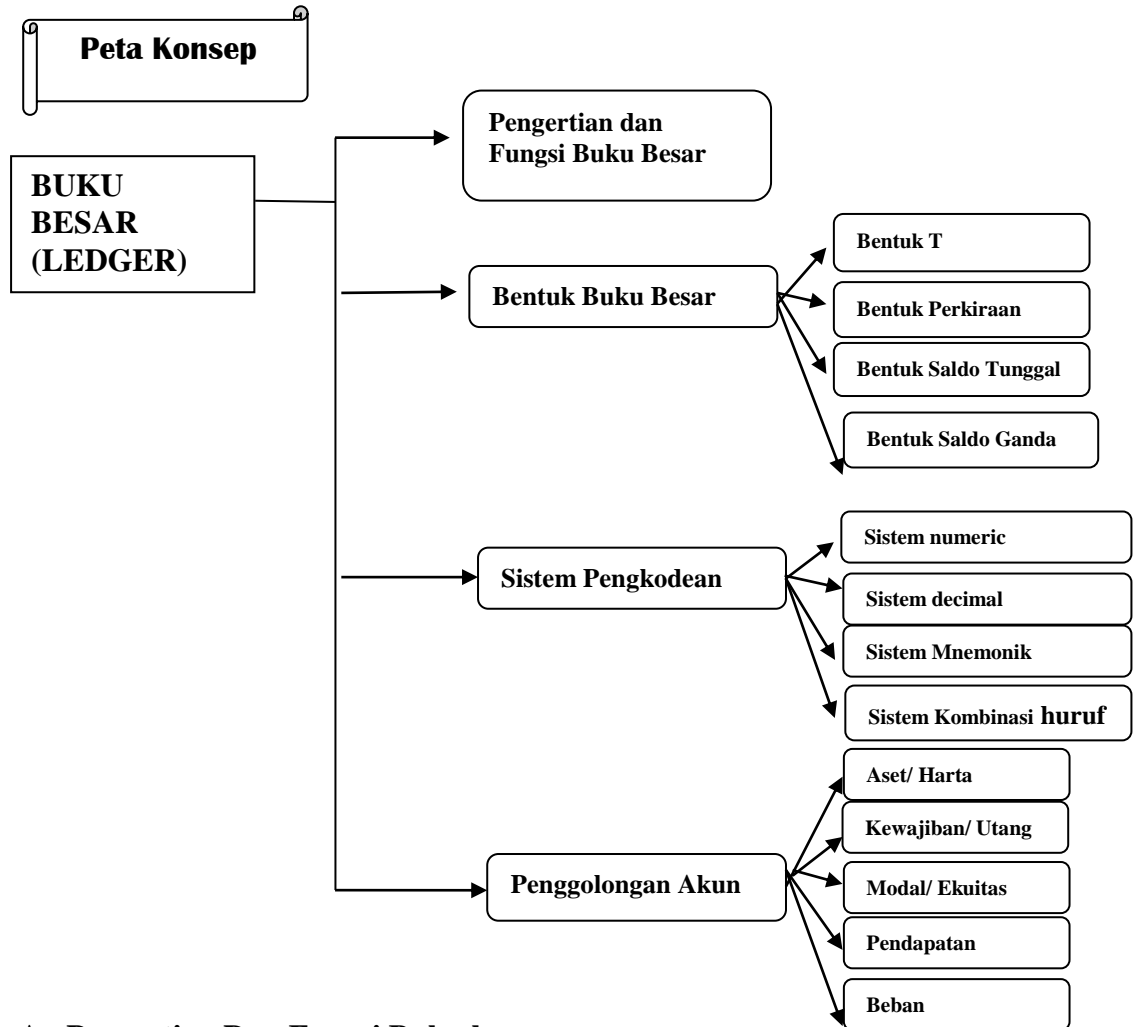 Peta Konsep
BUKU
BESAR
(LEDGER)
Pengertian dan
Fungsi Buku Besar
Bentuk Buku Besar
Bentuk T
Bentuk Perkiraan
Bentuk Saldo Tunggal
Bentuk Saldo Ganda
Sistem Pengkodean
Sistem numeric
Sistem decimal
Sistem Mnemonik
Sistem Kombinasi huruf
Penggolongan Akun
Aset/ Harta
Kewajiban/ Utang
Modal/ Ekuitas
Pendapatan
Beban